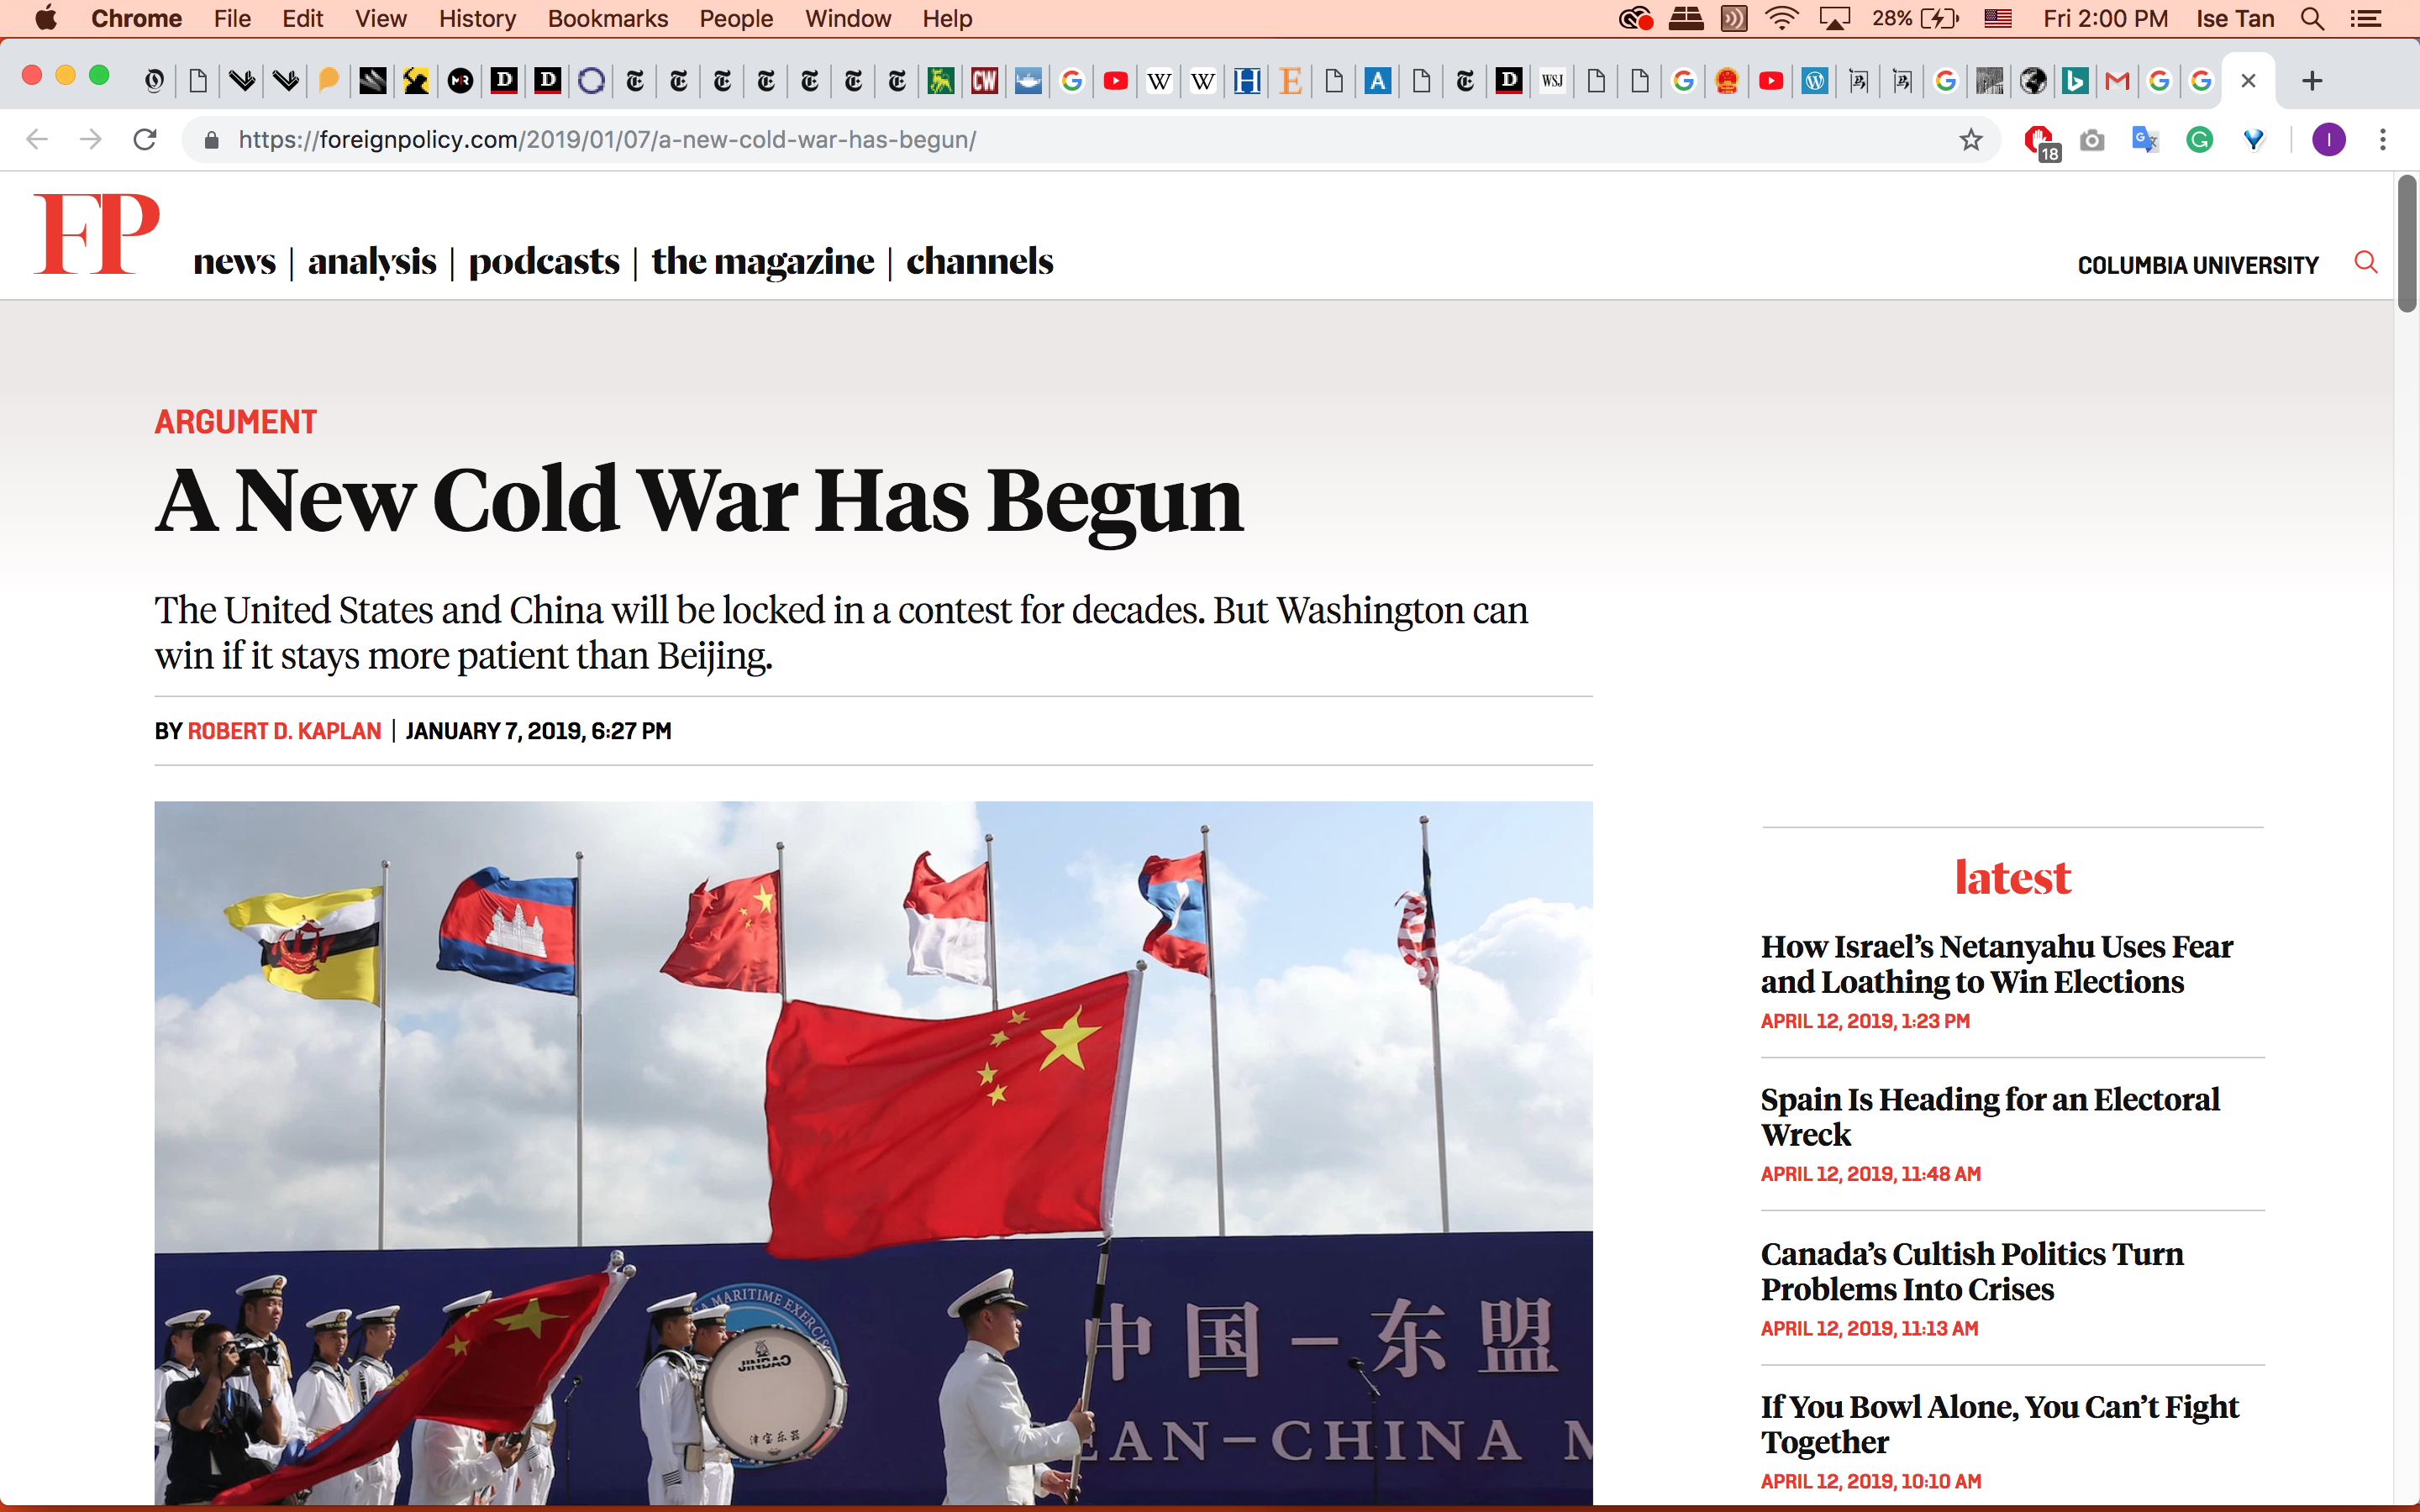 Chrome File Edit View History Bookmarks People Window Help 28% Fri 2:00 PM Ise Tan
https://foreignpolicy.com/2019/01/07/a-new-cold-war-has-begun/
18
FP
news | analysis | podcasts | the magazine | channels
COLUMBIA UNIVERSITY
ARGUMENT
A New Cold War Has Begun
The United States and China will be locked in a contest for decades. But Washington can
win if it stays more patient than Beijing.
BY ROBERT D. KAPLAN | JANUARY 7, 2019, 6:27 PM
MARITIME EXERCIS
JINBAO
津宝乐器
中国-东盟
EAN-CHINA M
latest
How Israel's Netanyahu Uses Fear
and Loathing to Win Elections
APRIL 12, 2019, 1:23 PM
Spain Is Heading for an Electoral
Wreck
APRIL 12, 2019, 11:48 AM
Canada's Cultish Politics Turn
Problems Into Crises
APRIL 12, 2019, 11:13 AM
If You Bowl Alone, You Can't Fight
Together
APRIL 12, 2019, 10:10 AM